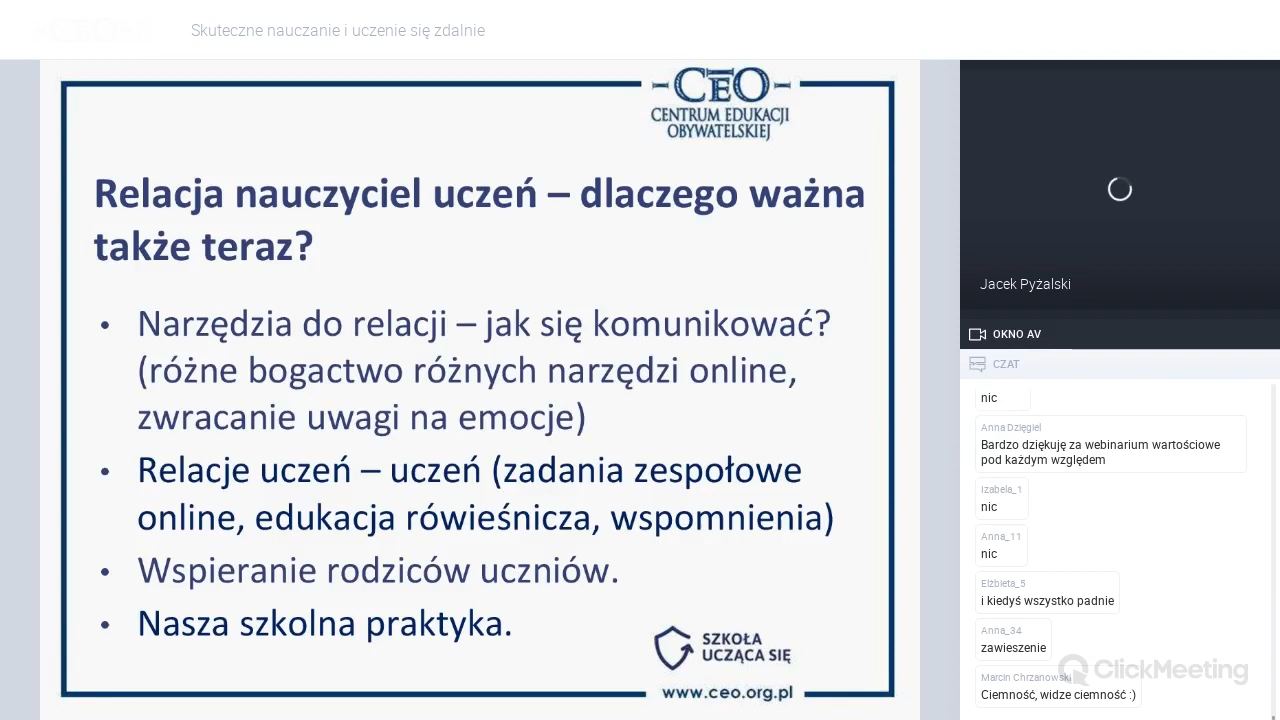 Skuteczne nauczanie i uczenie się zdalnie
CEO
CENTRUM EDUKACJI
OBYWATELSKIEJ
Relacja nauczyciel uczeń – dlaczego ważna
także teraz?
• Narzędzia do relacji – jak się komunikować?
(różne bogactwo różnych narzędzi online,
zwracanie uwagi na emocje)
• Relacje uczeń – uczeń (zadania zespołowe
online, edukacja rówieśnicza, wspomnienia)
• Wspieranie rodziców uczniów.
• Nasza szkolna praktyka.
SZKOŁA
UCZĄCA SIĘ
www.ceo.org.pl
Jacek Pyżalski
OKNO AV
CZAT
nic
Anna Dzięgiel
Bardzo dziękuję za webinarium wartościowe
pod każdym względem
Izabela_1
nic
Anna_11
nic
Elżbieta_5
i kiedyś wszystko padnie
Anna_34
zawieszenie
Marcin Chrzanowski
Ciemność, widze ciemność :)
ClickMeeting